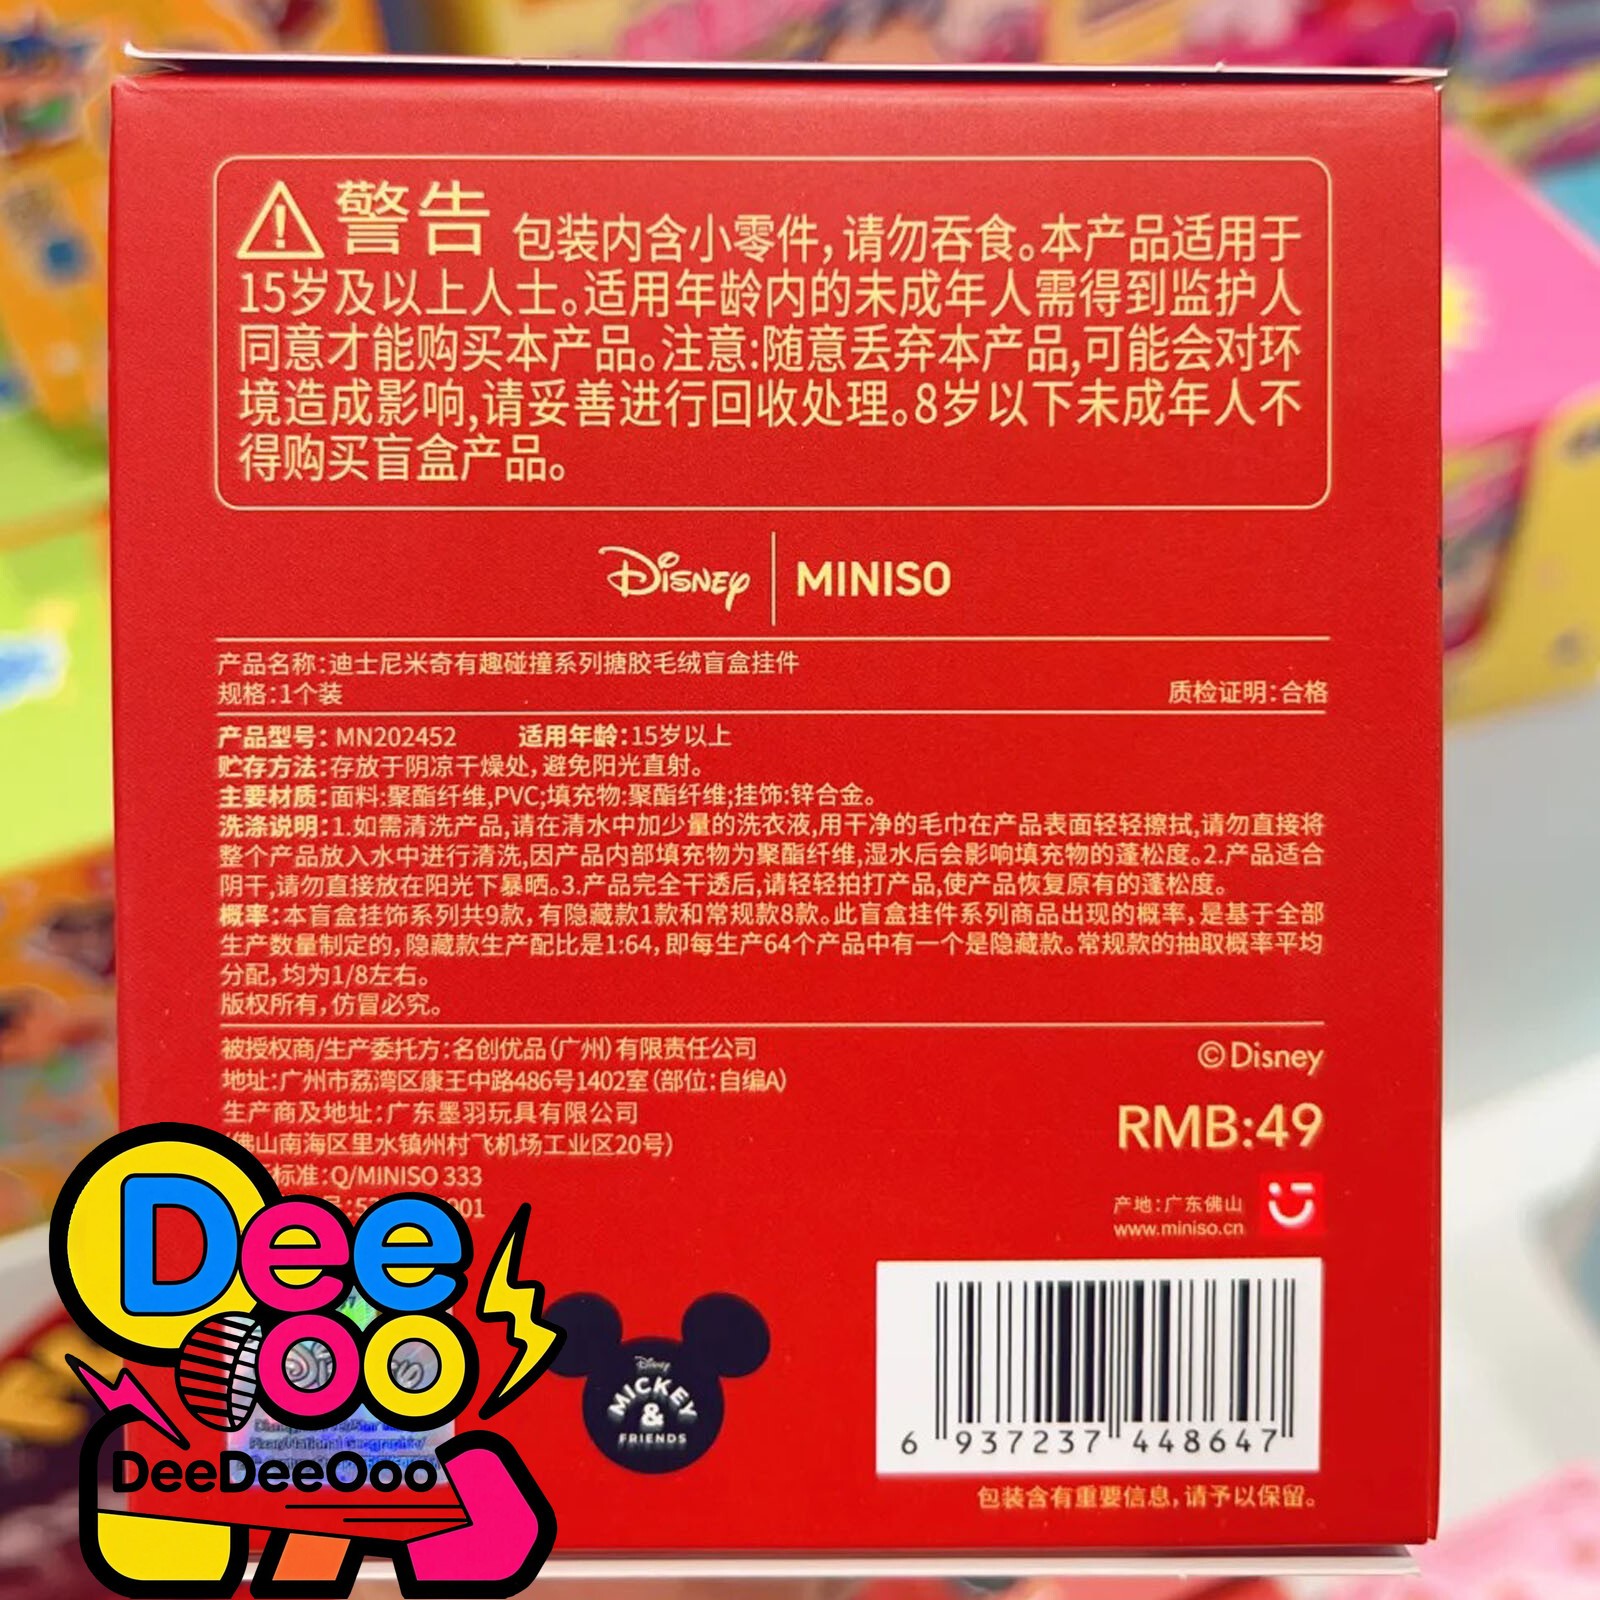 警告 包装内含小零件,请勿吞食。本产品适用于
15岁及以上人士。适用年龄内的未成年人需得到监护人
同意才能购买本产品。注意:随意丢弃本产品,可能会对环
境造成影响,请妥善进行回收处理。8岁以下未成年人不
得购买盲盒产品。
Disney | MINISO
产品名称:迪士尼米奇有趣碰撞系列搪胶毛绒盲盒挂件
规格:1个装 质检证明:合格
产品型号: MN202452 适用年龄:15岁以上
贮存方法:存放于阴凉干燥处,避免阳光直射。
主要材质:面料:聚酯纤维,PVC;填充物:聚酯纤维;挂饰:锌合金。
洗涤说明:1.如需清洗产品,请在清水中加少量的洗衣液,用干净的毛巾在产品表面轻轻擦拭,请勿直接将
整个产品放入水中进行清洗,因产品内部填充物为聚酯纤维,湿水后会影响填充物的蓬松度。2.产品适合
阴干,请勿直接放在阳光下暴晒。3.产品完全干透后,请轻轻拍打产品,使产品恢复原有的蓬松度。
概率:本盲盒挂饰系列共9款,有隐藏款1款和常规款8款。此盲盒挂件系列商品出现的概率,是基于全部
生产数量制定的,隐藏款生产配比是1:64,即每生产64个产品中有一个是隐藏款。常规款的抽取概率平均
分配,均为1/8左右。
版权所有,仿冒必究。
被授权商/生产委托方:名创优品(广州)有限责任公司
地址:广州市荔湾区康王中路486号1402室(部位:自编A)
生产商及地址:广东墨羽玩具有限公司
佛山南海区里水镇州村飞机场工业区20号)
标准:Q/MINISO 333
号:5 001
©Disney
RMB:49
产地:广东佛山
www.miniso.cn
Dee
Ooo
DeeDeeOoo
Disney
MICKEY
&
FRIENDS
6 937237 448647
包装含有重要信息,请予以保留。